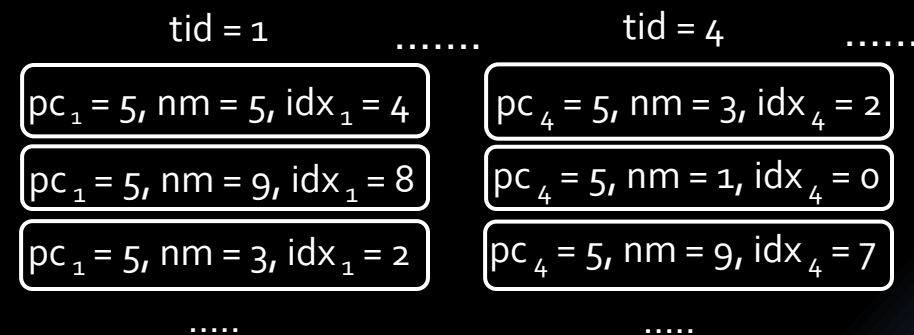 tid = 1 ....... tid = 4 ......
pc₁ = 5, nm = 5, idx₁ = 4
pc₁ = 5, nm = 9, idx₁ = 8
pc₁ = 5, nm = 3, idx₁ = 2
.....
pc₄ = 5, nm = 3, idx₄ = 2
pc₄ = 5, nm = 1, idx₄ = 0
pc₄ = 5, nm = 9, idx₄ = 7
.....